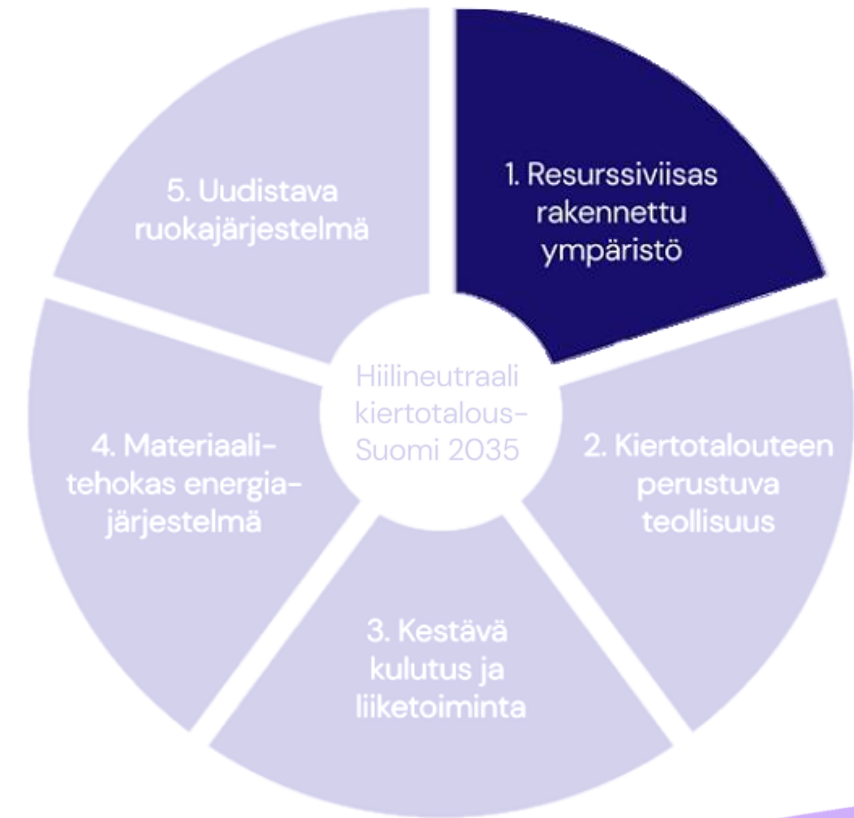 1. Resurssiviisas
rakennettu
ympäristö
2. Kiertotalouteen
perustuva
teollisuus
3. Kestävä
kulutus ja
liiketoiminta
4. Materiaali-
tehokas energia-
järjestelmä
5. Uudistava
ruokajärjestelmä
Hiilineutraali
kiertotalous-
Suomi 2035